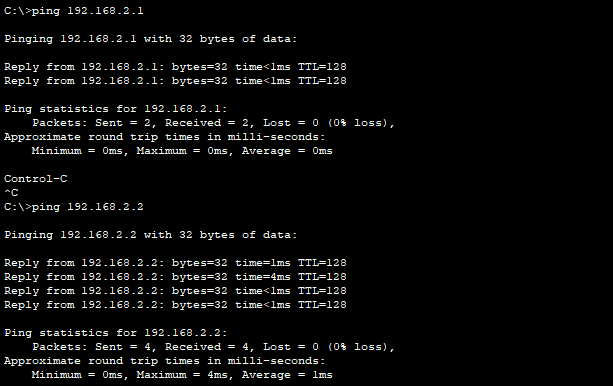 C:\>ping 192.168.2.1
Pinging 192.168.2.1 with 32 bytes of data:
Reply from 192.168.2.1: bytes=32 time<1ms TTL=128
Reply from 192.168.2.1: bytes=32 time<1ms TTL=128
Ping statistics for 192.168.2.1:
    Packets: Sent = 2, Received = 2, Lost = 0 (0% loss),
Approximate round trip times in milli-seconds:
    Minimum = 0ms, Maximum = 0ms, Average = 0ms
Control-C
^C
C:\>ping 192.168.2.2
Pinging 192.168.2.2 with 32 bytes of data:
Reply from 192.168.2.2: bytes=32 time=1ms TTL=128
Reply from 192.168.2.2: bytes=32 time=4ms TTL=128
Reply from 192.168.2.2: bytes=32 time<1ms TTL=128
Reply from 192.168.2.2: bytes=32 time<1ms TTL=128
Ping statistics for 192.168.2.2:
    Packets: Sent = 4, Received = 4, Lost = 0 (0% loss),
Approximate round trip times in milli-seconds:
    Minimum = 0ms, Maximum = 4ms, Average = 1ms